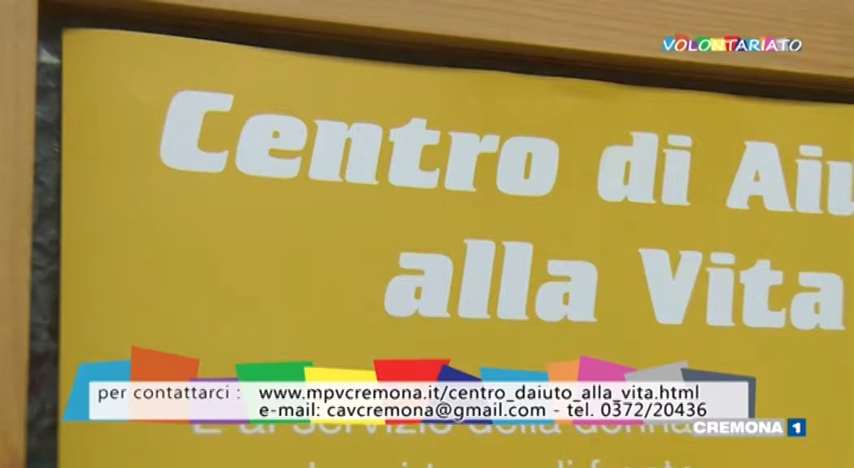 VOLONTARIATO
Centro di Aiu
alla Vita
per contattarci : www.mpvcremona.it/centro_daiuto_alla_vita.html
e-mail: cavcremona@gmail.com - tel. 0372/20436
CREMONA 1